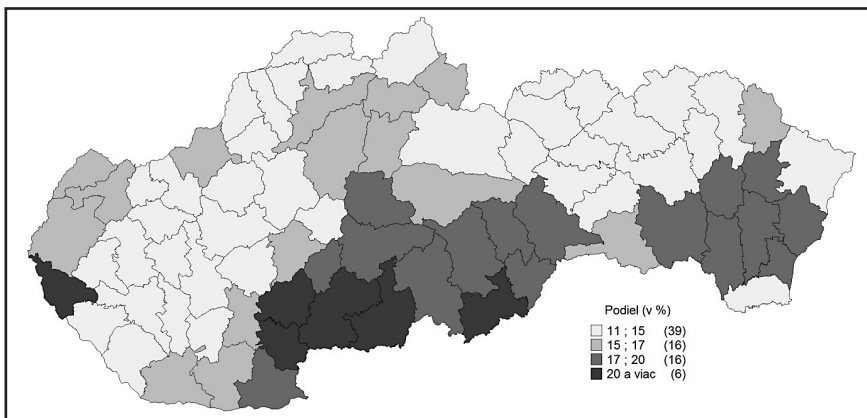 Podiel (v %)
11 ; 15 (39)
15 ; 17 (16)
17 ; 20 (16)
20 a viac (6)